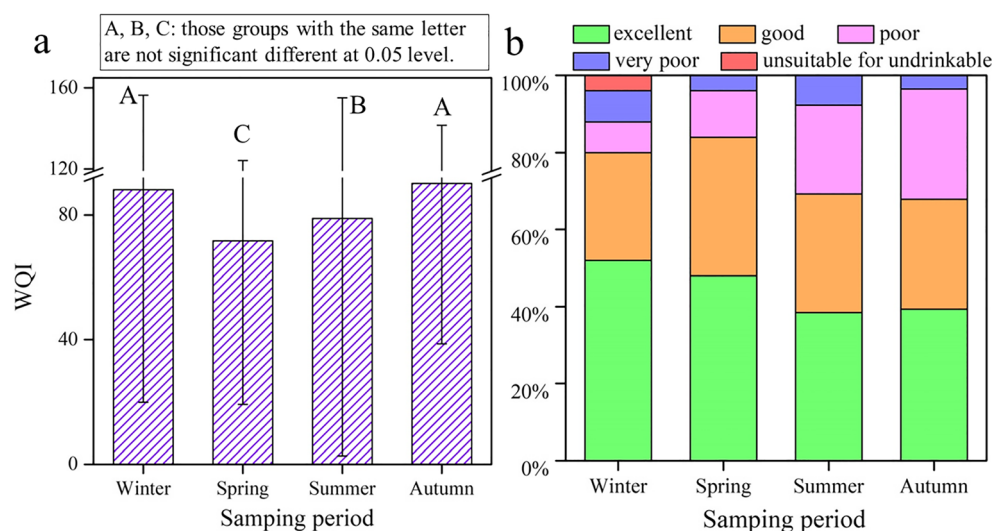 a
A, B, C: those groups with the same letter
are not significant different at 0.05 level.
160
120
80
40
0
WQI
A
C
B
A
Winter Spring Summer Autumn
Samping period
b
excellent good poor
very poor unsuitable for undrinkable
100%
80%
60%
40%
20%
0%
Winter Spring Summer Autumn
Samping period